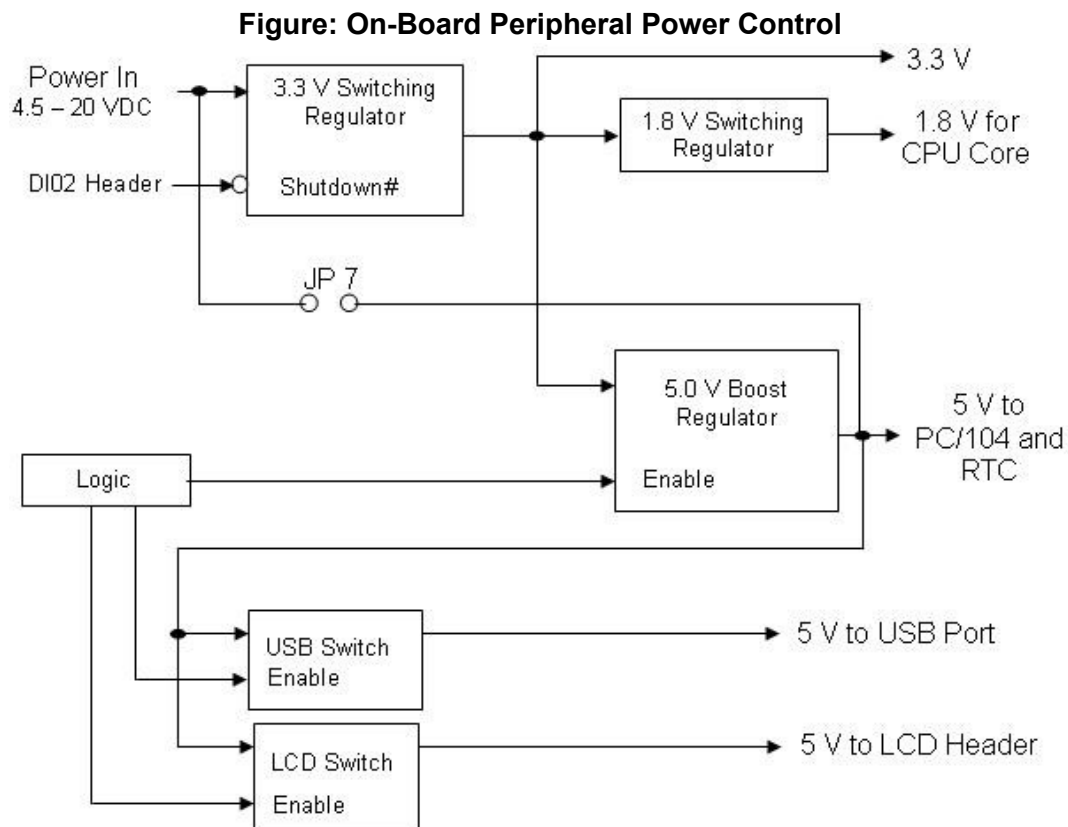 Figure: On-Board Peripheral Power Control
Power In
4.5 – 20 VDC
3.3 V Switching
Regulator
Shutdown#
DI02 Header
3.3 V
1.8 V Switching
Regulator
1.8 V for
CPU Core
JP 7
5.0 V Boost
Regulator
Enable
5 V to
PC/104 and
RTC
Logic
USB Switch
Enable
5 V to USB Port
LCD Switch
Enable
5 V to LCD Header